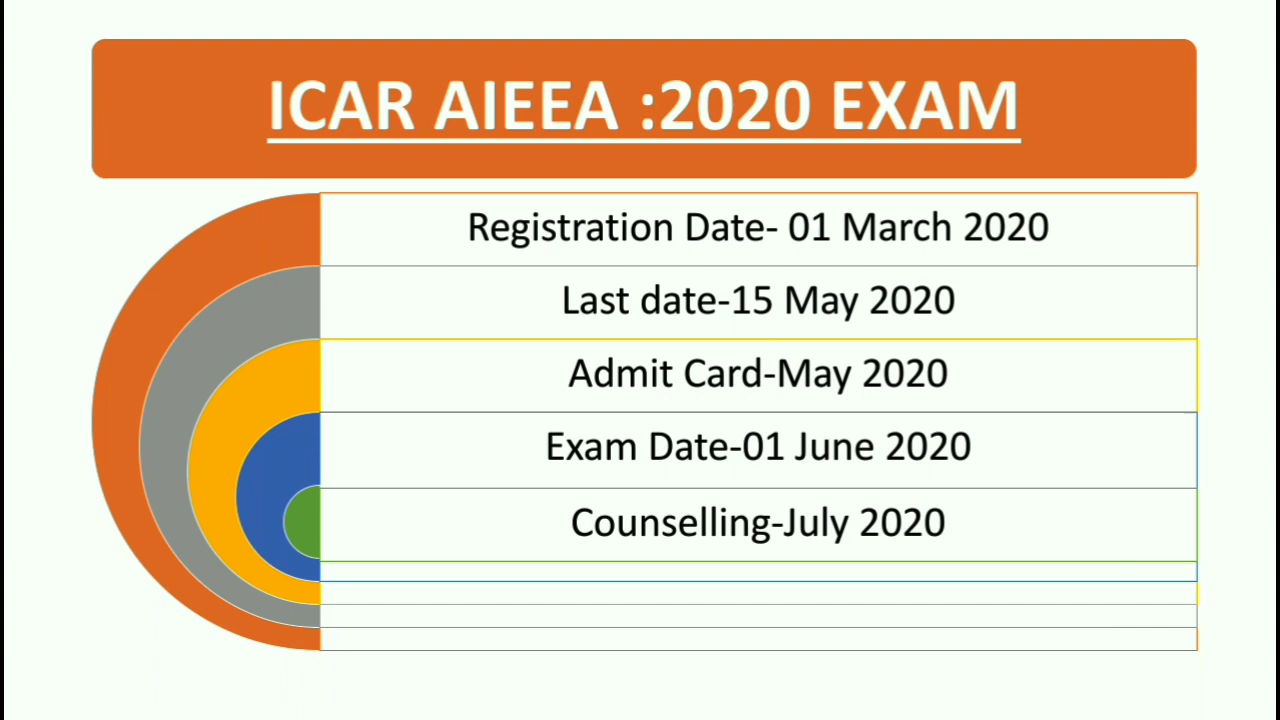 ICAR AIEEA :2020 EXAM
Registration Date- 01 March 2020
Last date-15 May 2020
Admit Card-May 2020
Exam Date-01 June 2020
Counselling-July 2020